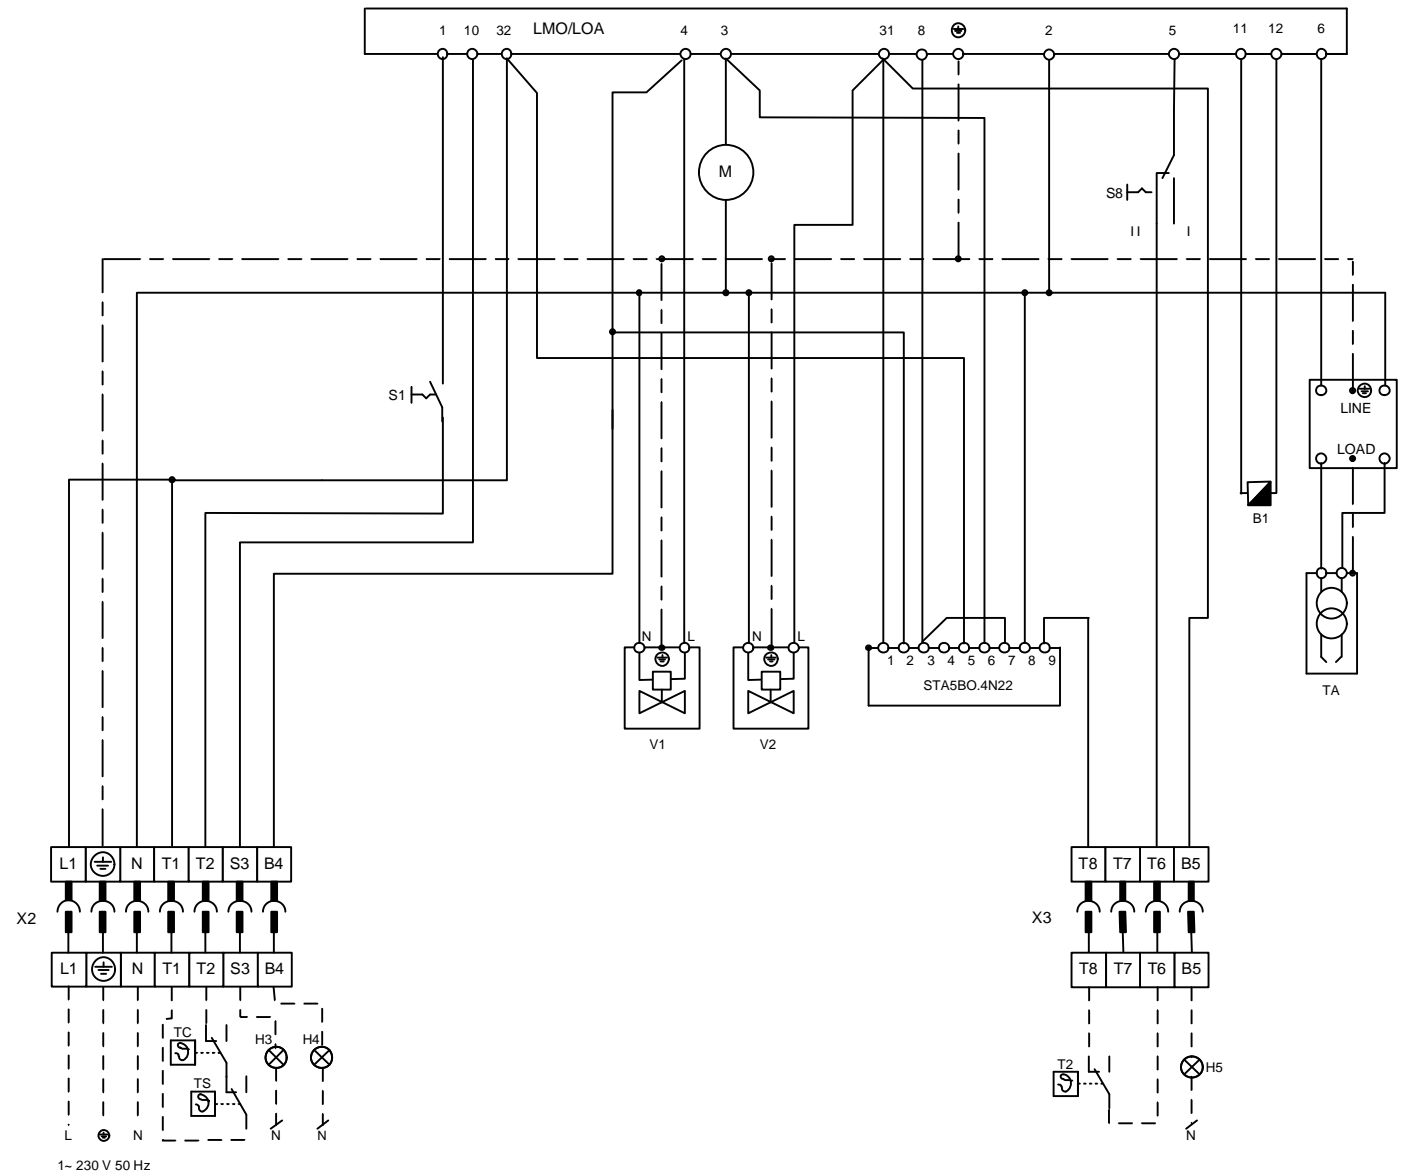 1 10 32 LMO/LOA 4 3 31 8 2 5 11 12 6
M
S8
II I
S1
LINE
LOAD
B1
N L N L
1 2 3 4 5 6 7 8 9
STA5BO.4N22
TA
V1 V2
L1 N T1 T2 S3 B4
T8 T7 T6 B5
X2 X3
L1 N T1 T2 S3 B4
T8 T7 T6 B5
TC H3 H4
T2 H5
TS
L N N N N
1~ 230 V 50 Hz